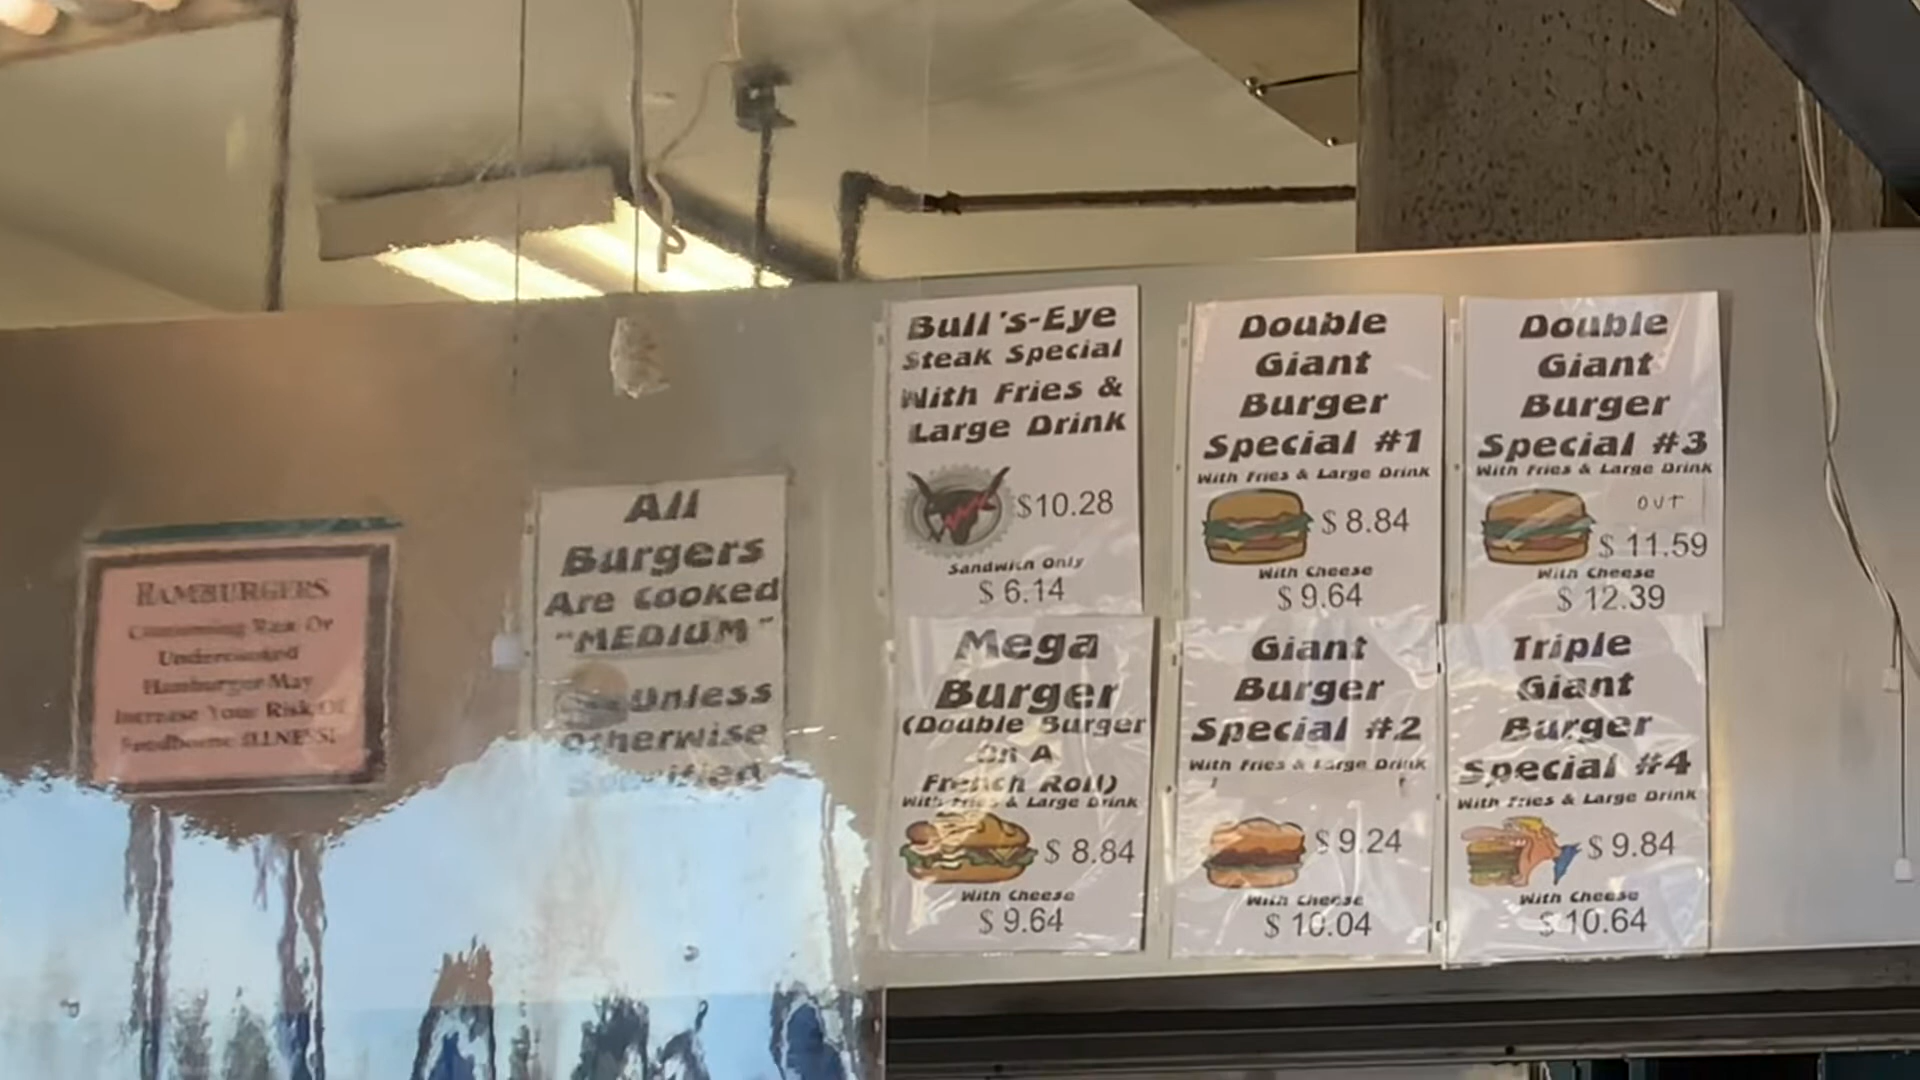 HAMBURGERS
Consuming Raw Or
Undercooked
Hamburger May
Increase Your Risk Of
Foodborne ILLNESS!
All
Burgers
Are Cooked
"MEDIUM"
Unless
Otherwise
Specified
Bull's-Eye
Steak Special
With Fries &
Large Drink
$10.28
Sandwich Only
$ 6.14
Double
Giant
Burger
Special #1
With Fries & Large Drink
$ 8.84
With Cheese
$ 9.64
Double
Giant
Burger
Special #3
With Fries & Large Drink
OUT
$ 11.59
With Cheese
$ 12.39
Mega
Burger
(Double Burger
On A
French Roll)
With Fries & Large Drink
$ 8.84
With Cheese
$ 9.64
Giant
Burger
Special #2
With Fries & Large Drink
$ 9.24
With Cheese
$ 10.04
Triple
Giant
Burger
Special #4
With Fries & Large Drink
$ 9.84
With Cheese
$ 10.64